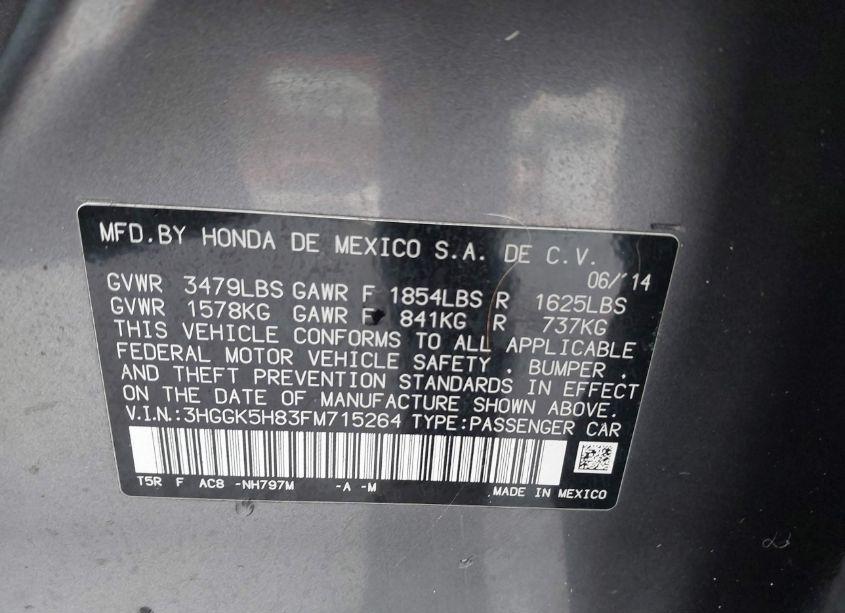 MFD.BY HONDA DE MEXICO S.A. DE C.V.
06/'14
GVWR 3479LBS GAWR F 1854LBS R 1625LBS
GVWR 1578KG GAWR F 841KG R 737KG
THIS VEHICLE CONFORMS TO ALL APPLICABLE
FEDERAL MOTOR VEHICLE SAFETY , BUMPER ,
AND THEFT PREVENTION STANDARDS IN EFFECT
ON THE DATE OF MANUFACTURE SHOWN ABOVE.
V.I.N.:3HGGK5H83FM715264 TYPE:PASSENGER CAR
T5R F AC8 -NH797M -A -M
MADE IN MEXICO